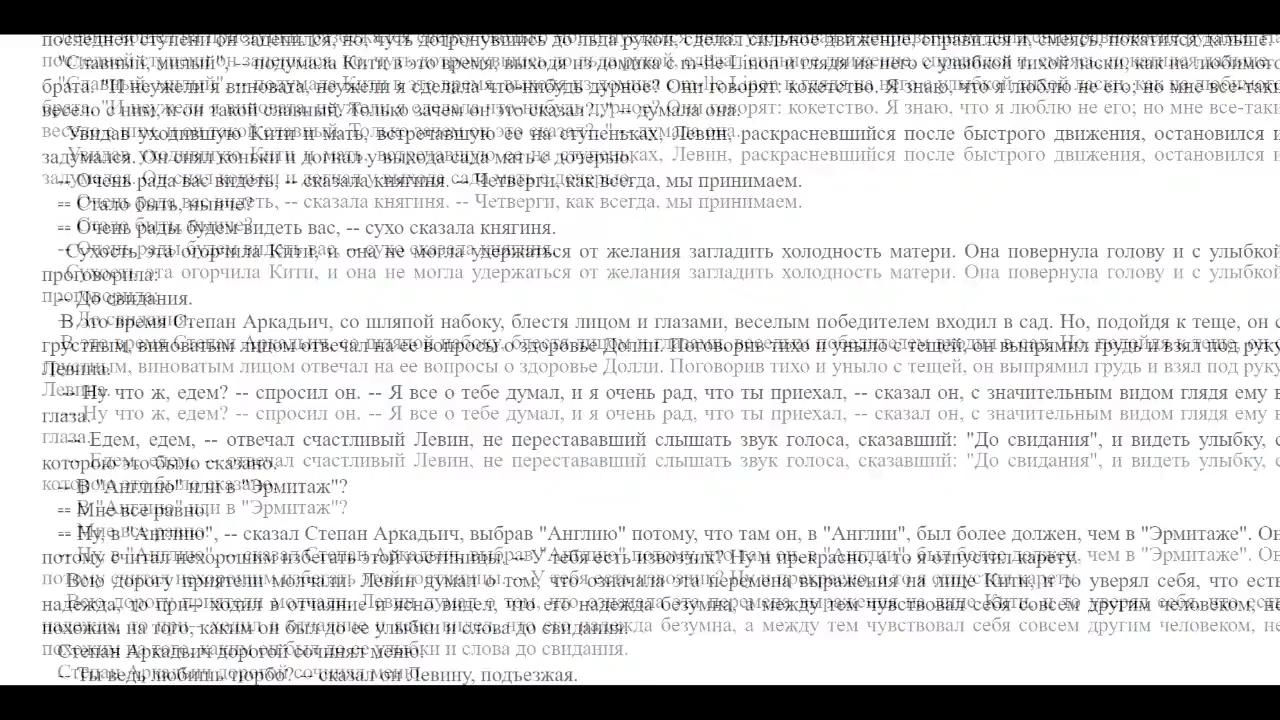 последней ступени он зацепился, но, чуть дотронувшись до льда рукой, сделал сильное движение, справился и, смеясь, покатился дальше.
"Славный, милый", -- подумала Кити в это время, выходя из домика с m-lle Linon и глядя на него с улыбкой тихой ласки, как на любимого
брата. "И неужели я виновата, неужели я сделала что-нибудь дурное? Они говорят: кокетство. Я знаю, что я люблю не его; но мне все-таки
весело с ним, и он такой славный. Только зачем он это сказал?.." -- думала она.
Увидав уходившую Кити и мать, встречавшую ее на ступеньках, Левин, раскрасневшийся после быстрого движения, остановился и
задумался. Он снял коньки и догнал у выхода сада мать с дочерью.
-- Очень рада вас видеть, -- сказала княгиня. -- Четверги, как всегда, мы принимаем.
-- Стало быть, нынче?
-- Очень рады будем видеть вас, -- сухо сказала княгиня.
Сухость эта огорчила Кити, и она не могла удержаться от желания загладить холодность матери. Она повернула голову и с улыбкой
проговорила:
-- До свидания.
В это время Степан Аркадьич, со шляпой набоку, блестя лицом и глазами, веселым победителем входил в сад. Но, подойдя к теще, он с
грустным, виноватым лицом отвечал на ее вопросы о здоровье Долли. Поговорив тихо и уныло с тещей, он выпрямил грудь и взял под руку
Левина.
-- Ну что ж, едем? -- спросил он. -- Я все о тебе думал, и я очень рад, что ты приехал, -- сказал он, с значительным видом глядя ему в
глаза.
-- Едем, едем, -- отвечал счастливый Левин, не перестававший слышать звук голоса, сказавший: "До свидания", и видеть улыбку, с
которою это было сказано.
-- В "Англию" или в "Эрмитаж"?
-- Мне все равно.
-- Ну, в "Англию", -- сказал Степан Аркадьич, выбрав "Англию" потому, что там он, в "Англии", был более должен, чем в "Эрмитаже". Он
потому считал нехорошим избегать этой гостиницы. -- У тебя есть извозчик? Ну и прекрасно, а то я отпустил карету.
Всю дорогу приятели молчали. Левин думал о том, что означала эта перемена выражения на лице Кити, и то уверял себя, что есть
надежда, то при-- ходил в отчаяние и ясно видел, что его надежда безумна, а между тем чувствовал себя совсем другим человеком, не
похожим на того, каким он был до ее улыбки и слова до свидания.
Степан Аркадьич дорогой сочинял меню.
-- Ты ведь любишь тюрбо? -- сказал он Левину, подъезжая.